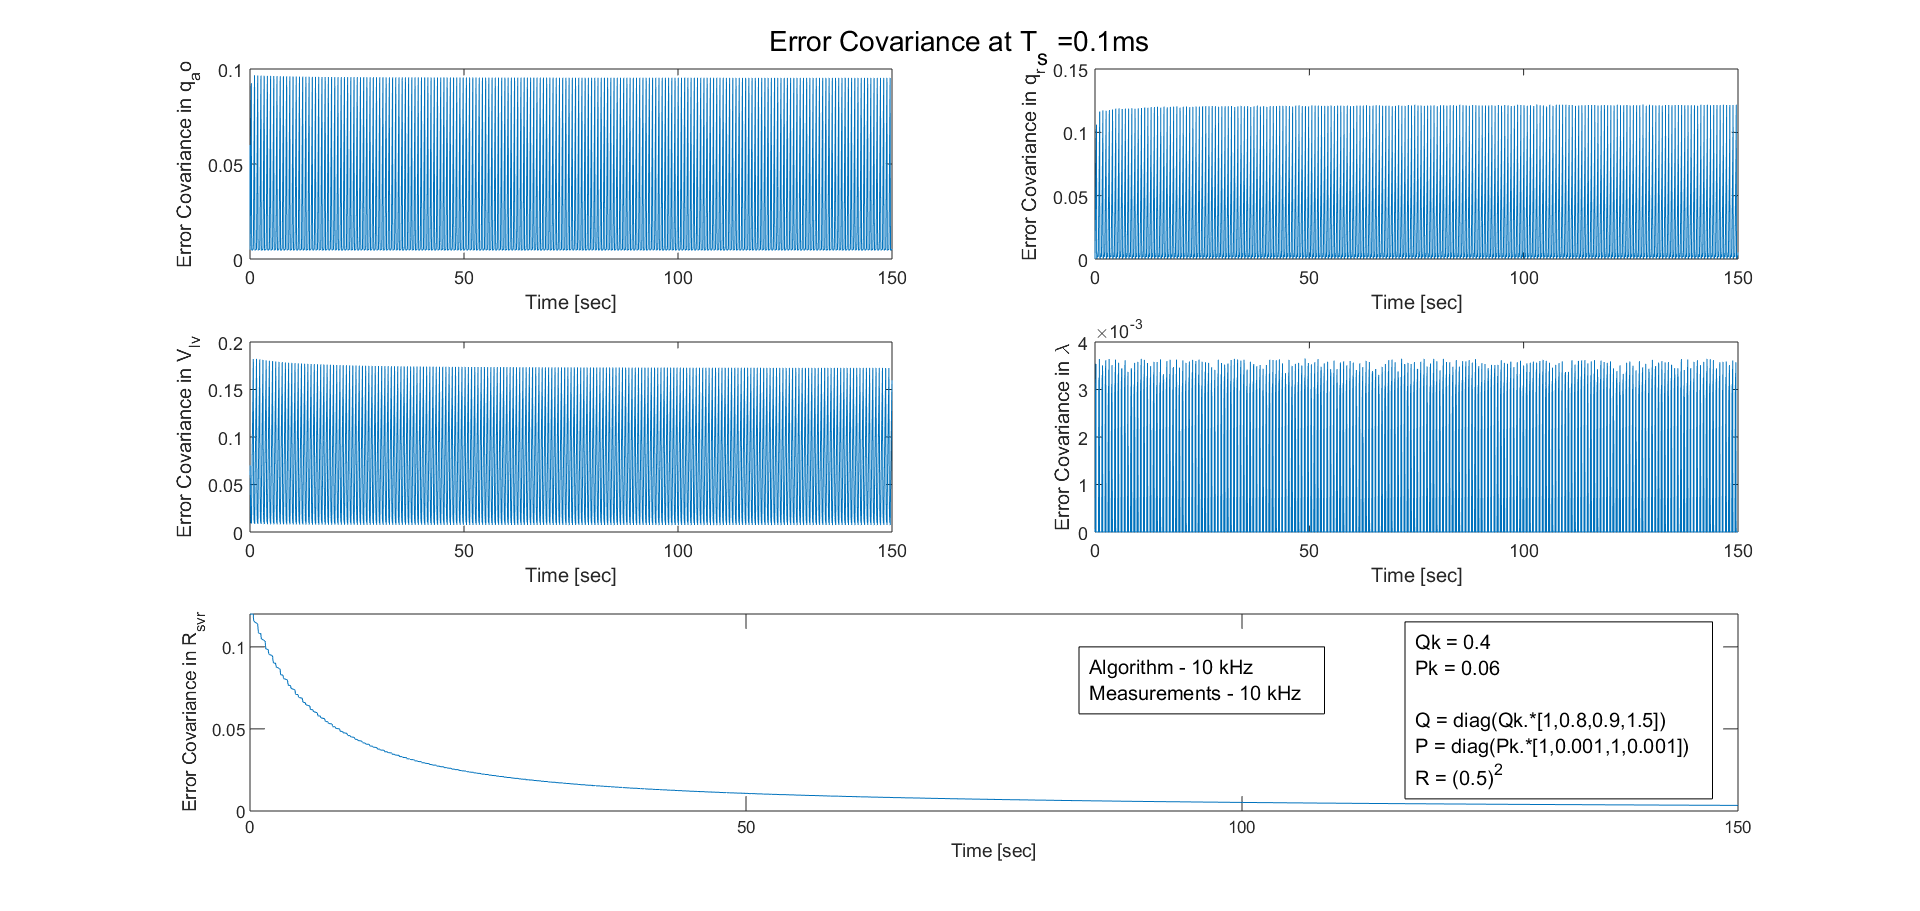 Error Covariance at Ts =0.1ms
Error Covariance in qao
0.1
0.05
0
0
50
100
150
Time [sec]
Error Covariance in qr
0.15
0.1
0.05
0
0
50
100
150
Time [sec]
Error Covariance in Vlv
0.2
0.15
0.1
0.05
0
0
50
100
150
Time [sec]
Error Covariance in λ
×10-3
4
3
2
1
0
0
50
100
150
Time [sec]
Error Covariance in Rsvr
0.1
0.05
0
0
50
100
150
Time [sec]
Algorithm - 10 kHz
Measurements - 10 kHz
Qk = 0.4
Pk = 0.06
Q = diag(Qk.*[1,0.8,0.9,1.5])
P = diag(Pk.*[1,0.001,1,0.001])
R = (0.5)2